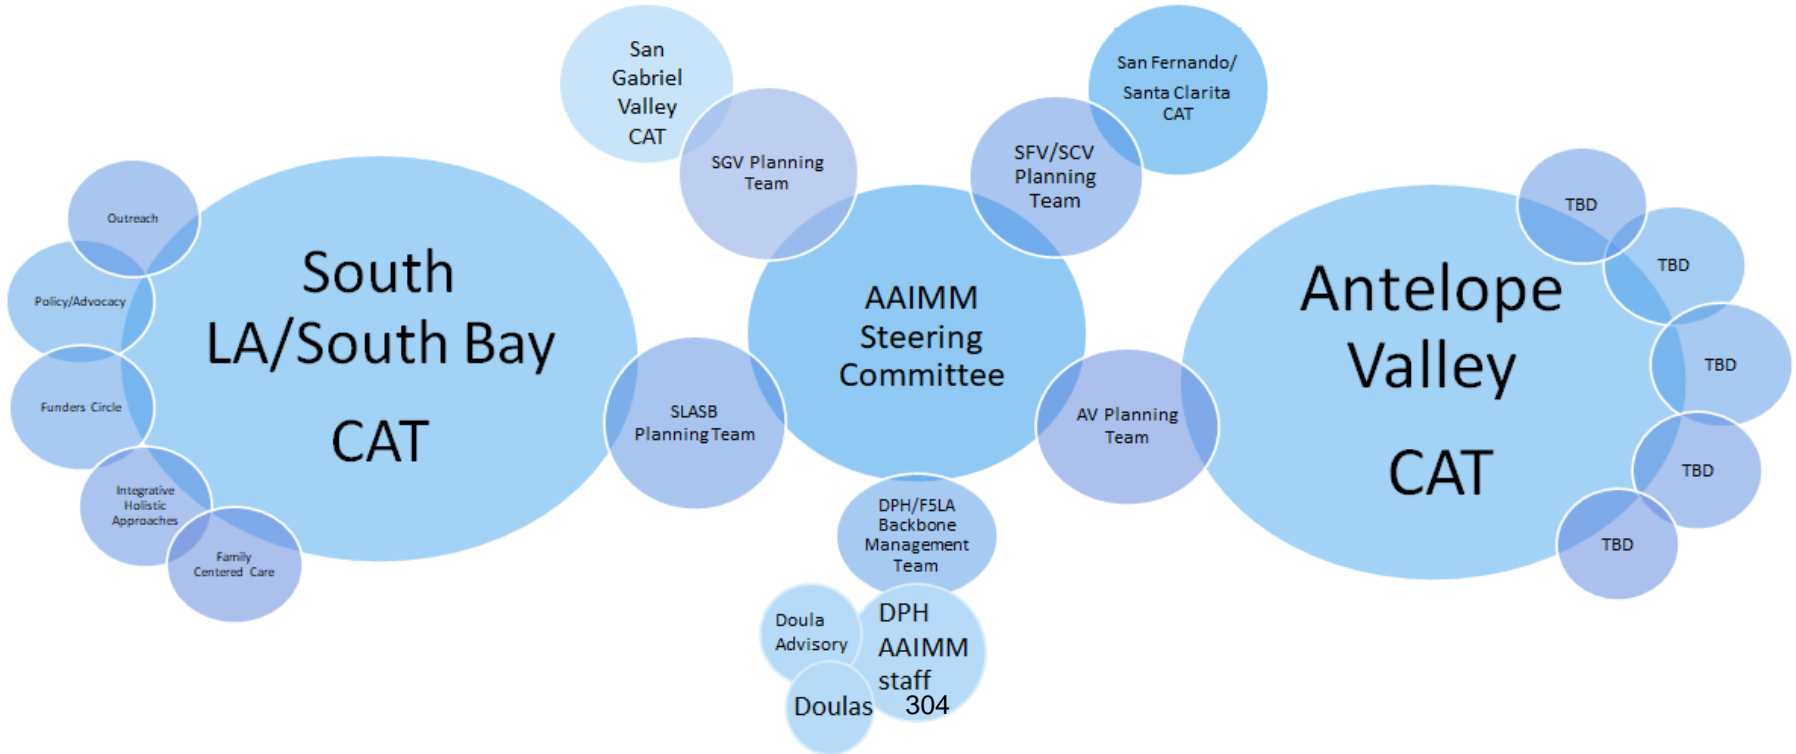 San
Gabriel
Valley
CAT
San Fernando/
Santa Clarita
CAT
SGV Planning
Team
SFV/SCV
Planning
Team
Outreach
Policy/Advocacy
Funders Circle
Integrative
Holistic
Approaches
Family
Centered Care
South
LA/South Bay
CAT
SLASB
Planning Team
AAIMM
Steering
Committee
AV Planning
Team
Antelope
Valley
CAT
TBD
TBD
TBD
TBD
TBD
DPH/F5LA
Backbone
Management
Team
Doula
Advisory
DPH
AAIMM
staff
Doulas
304